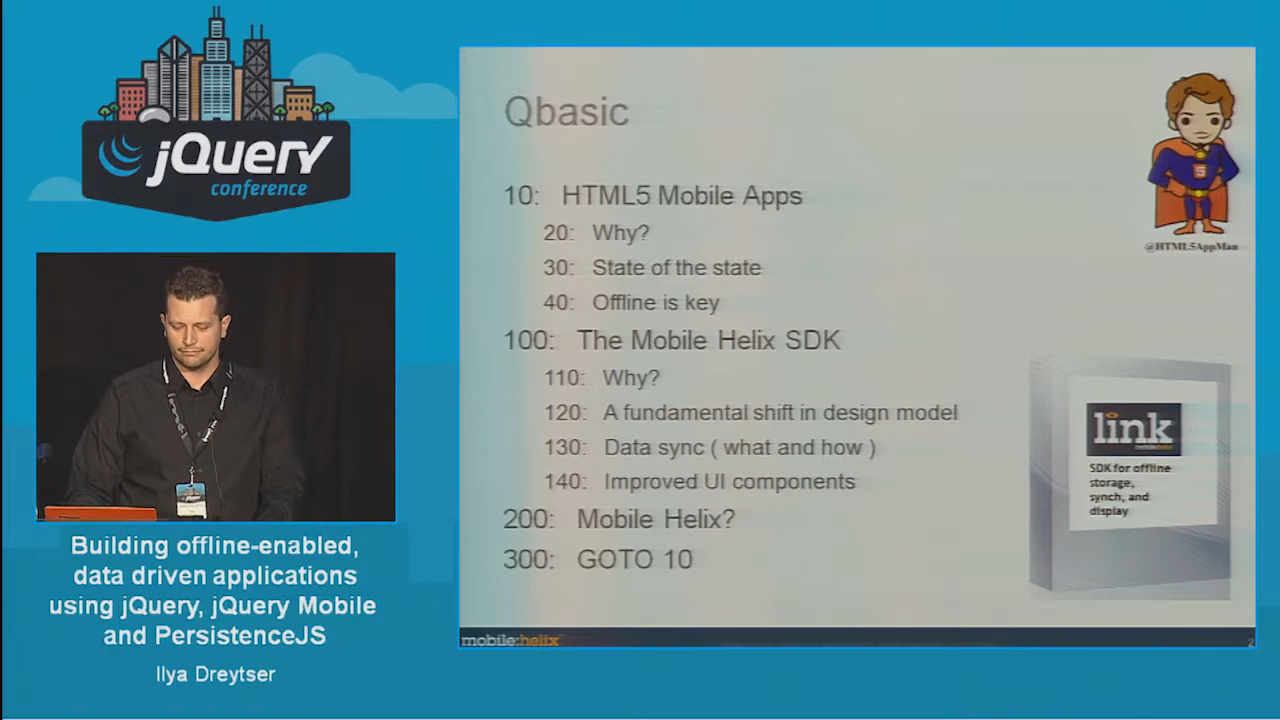 jQuery
conference
Building offline-enabled,
data driven applications
using jQuery, jQuery Mobile
and PersistenceJS
Ilya Dreytser
Qbasic
10: HTML5 Mobile Apps
20: Why?
30: State of the state
40: Offline is key
100: The Mobile Helix SDK
110: Why?
120: A fundamental shift in design model
130: Data sync ( what and how )
140: Improved UI components
200: Mobile Helix?
300: GOTO 10
@HTML5AppMan
5
link
SDK for offline
storage,
synch, and
display
mobile:helix
2